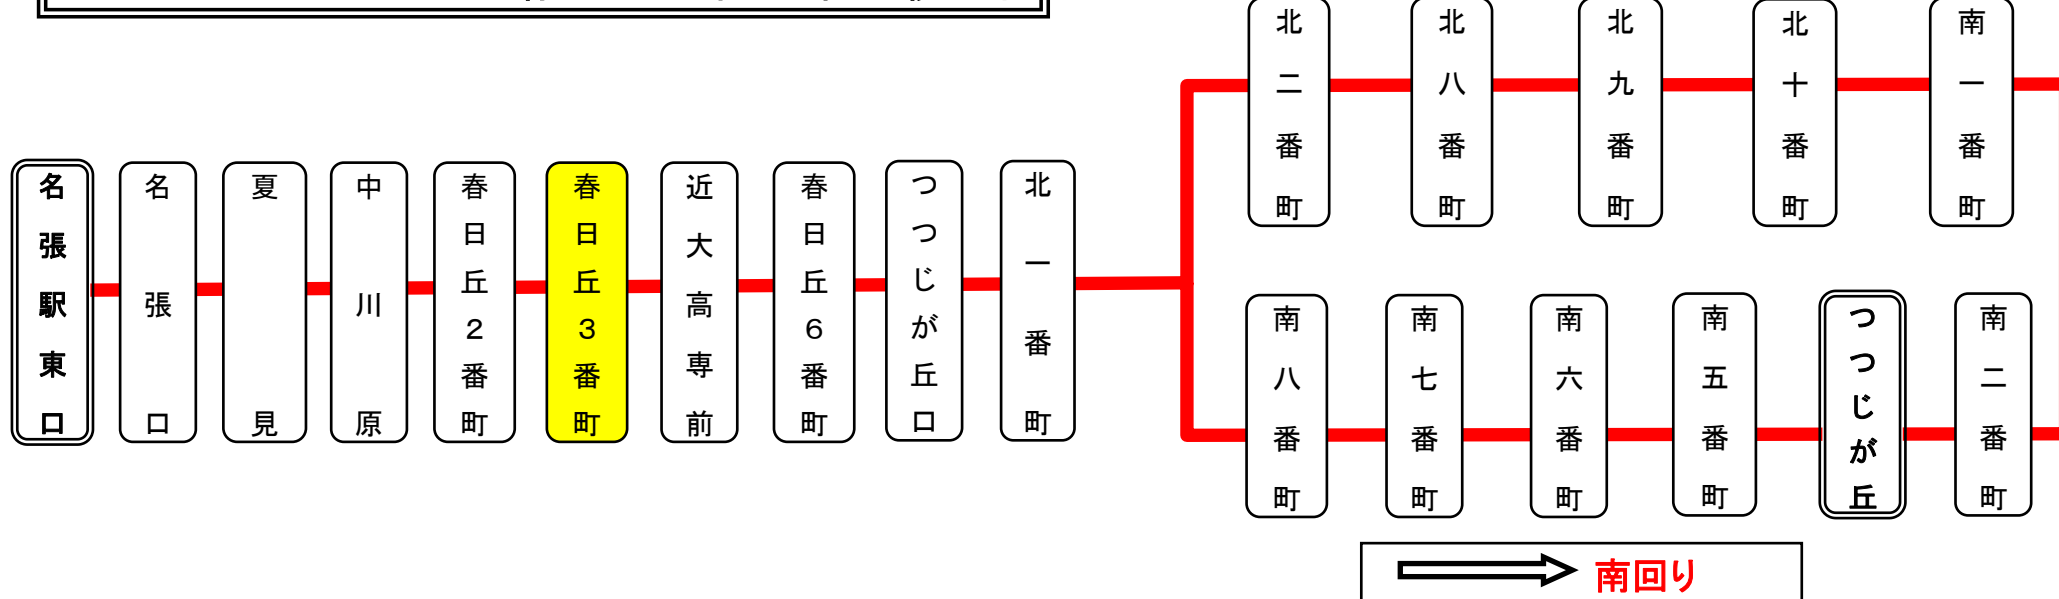 名張駅東口
名張口
夏見
中川原
春日丘2番町
春日丘3番町
近大高専前
春日丘6番町
つつじが丘口
北一番町
北二番町
北八番町
北九番町
北十番町
南一番町
南八番町
南七番町
南六番町
南五番町
つつじが丘
南二番町
南回り